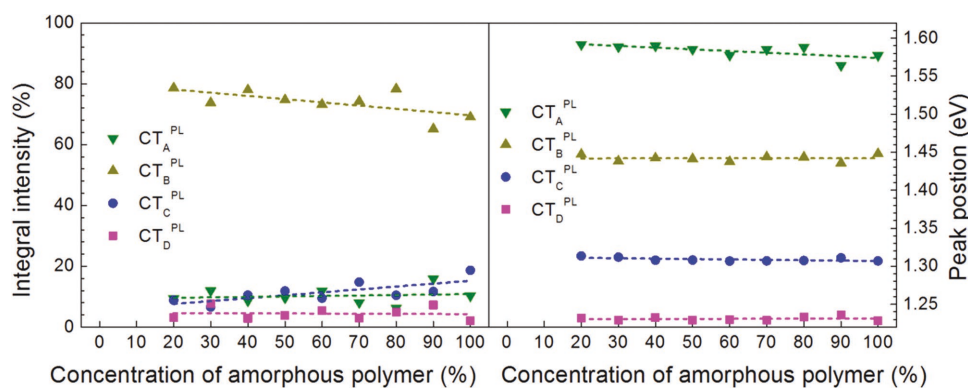 Integral intensity (%)
100
80
60
40
20
0
CT_A^PL
CT_B^PL
CT_C^PL
CT_D^PL
0 10 20 30 40 50 60 70 80 90 100
Concentration of amorphous polymer (%)
CT_A^PL
CT_B^PL
CT_C^PL
CT_D^PL
0 10 20 30 40 50 60 70 80 90 100
Concentration of amorphous polymer (%)
1.60
1.55
1.50
1.45
1.40
1.35
1.30
1.25
Peak postion (eV)